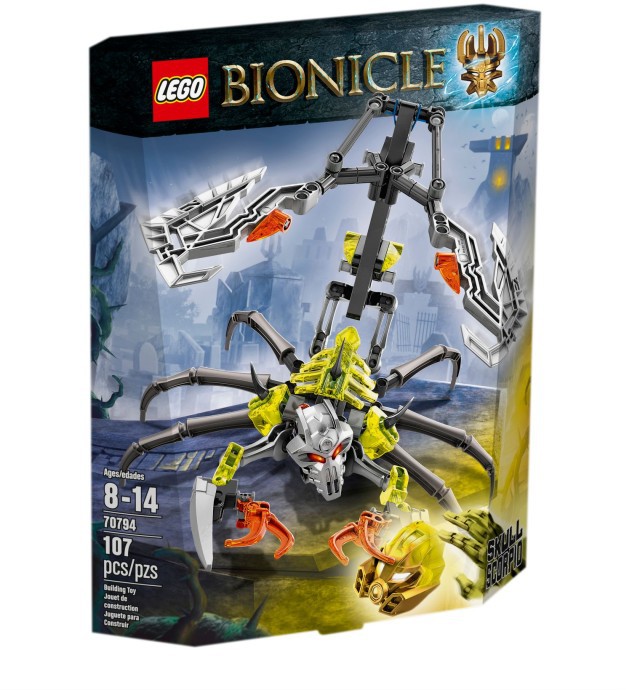 LEGO BIONICLE
Ages/edades
8-14
70794
107
pcs/pzs
Building Toy
Jouet de
construction
Juguete para
Construir
SKULL
SCORPIO